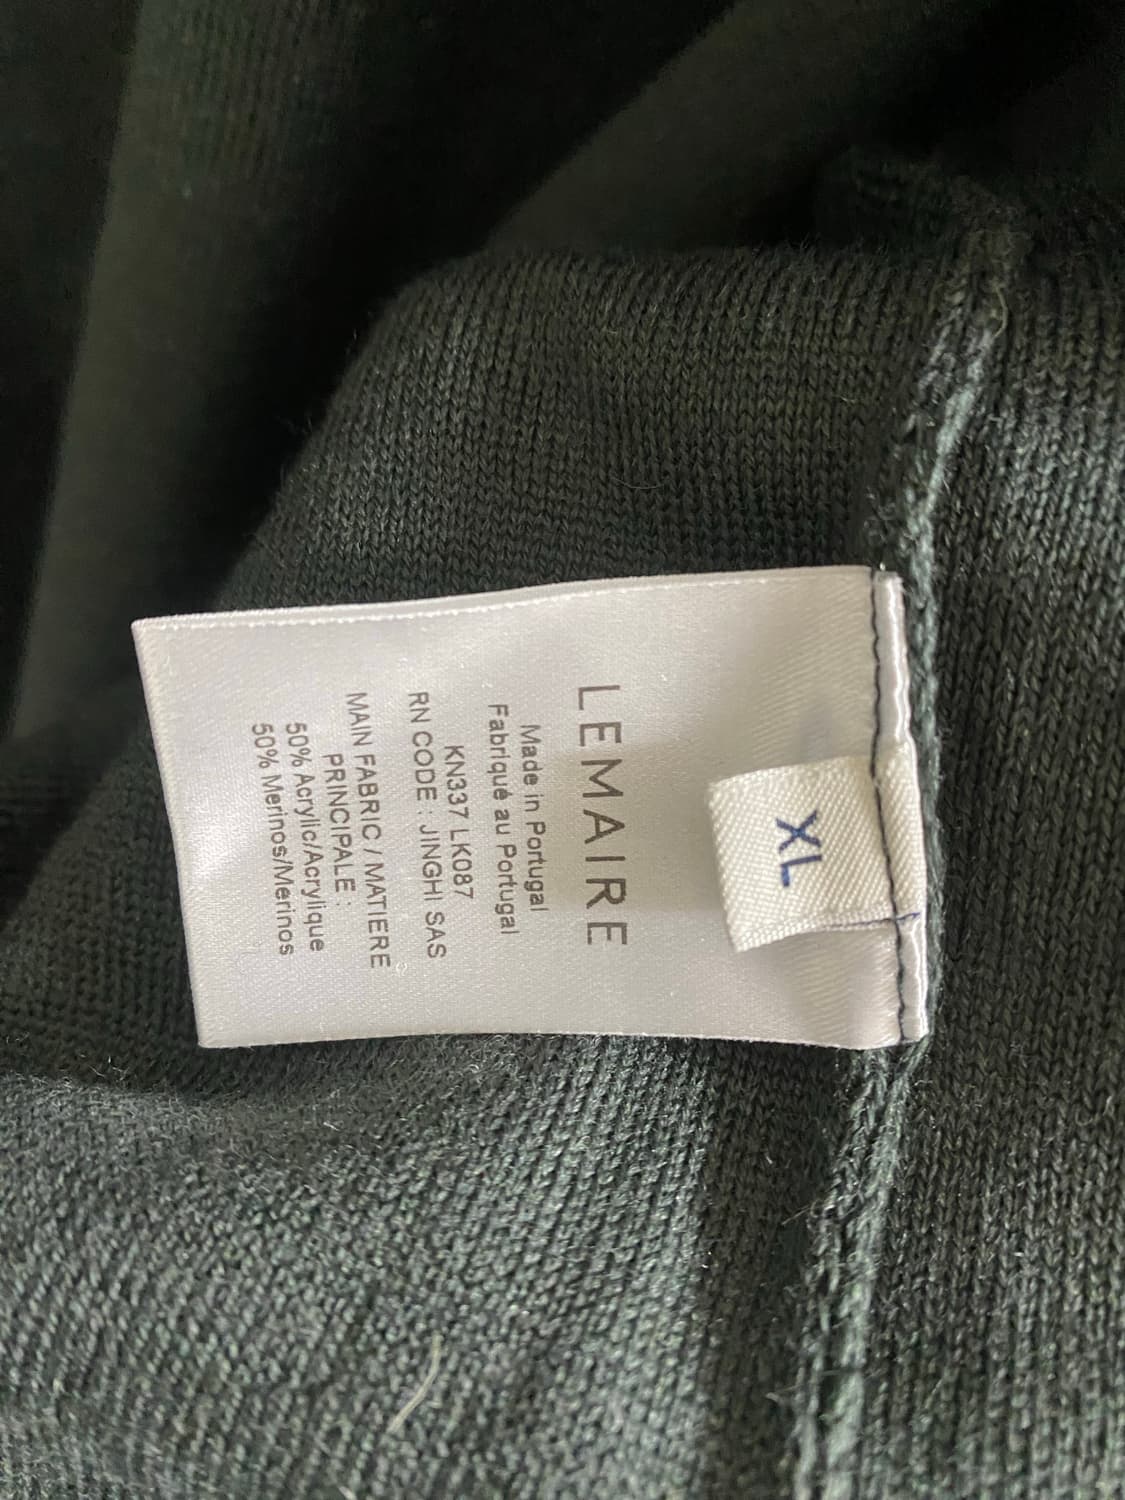 XL
LEMAIRE
Made in Portugal
Fabriqué au Portugal
KN337 LK087
RN CODE : JINGHI SAS
MAIN FABRIC / MATIERE
PRINCIPALE :
50% Acrylic/Acrylique
50% Merinos/Merinos